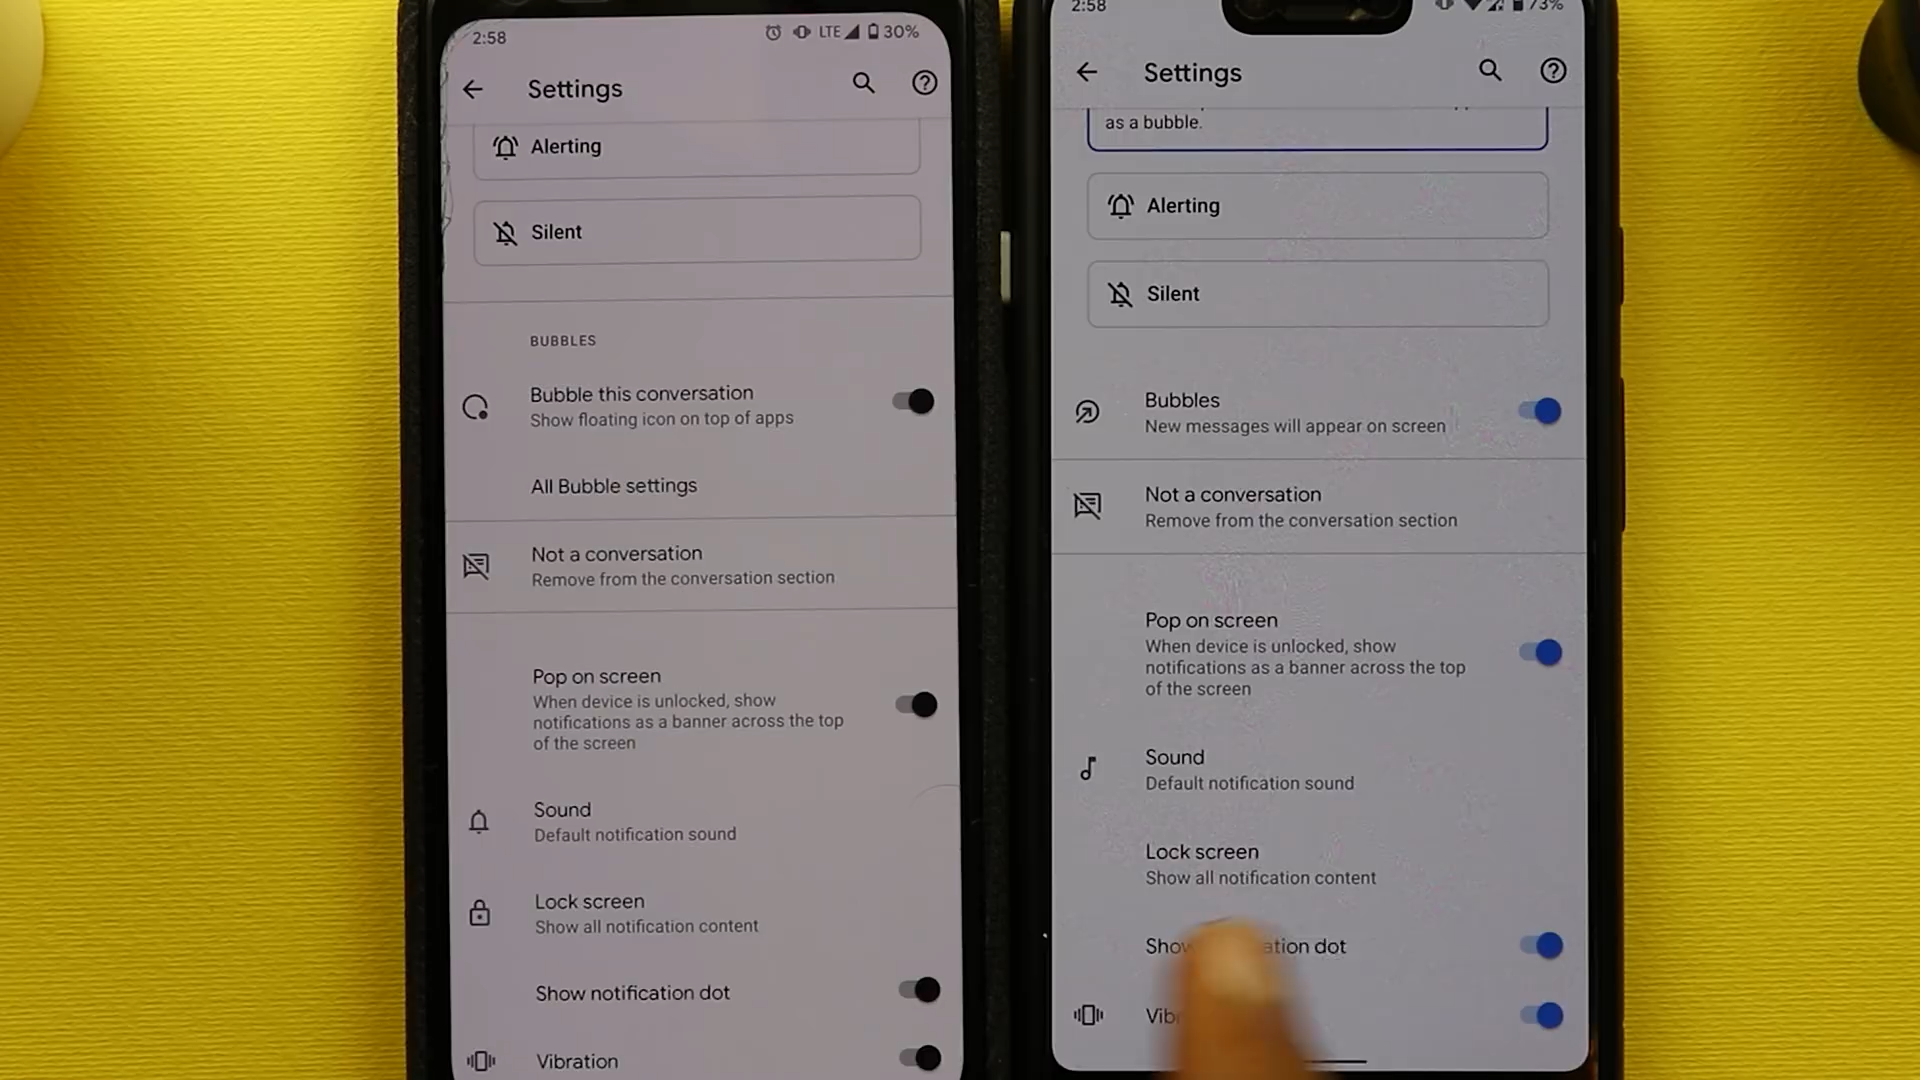 2:58
LTE 30%
Settings
Alerting
Silent
BUBBLES
Bubble this conversation
Show floating icon on top of apps
All Bubble settings
Not a conversation
Remove from the conversation section
Pop on screen
When device is unlocked, show
notifications as a banner across the top
of the screen
Sound
Default notification sound
Lock screen
Show all notification content
Show notification dot
Vibration
2:58
73%
Settings
as a bubble.
Alerting
Silent
Bubbles
New messages will appear on screen
Not a conversation
Remove from the conversation section
Pop on screen
When device is unlocked, show
notifications as a banner across the top
of the screen
Sound
Default notification sound
Lock screen
Show all notification content
dot